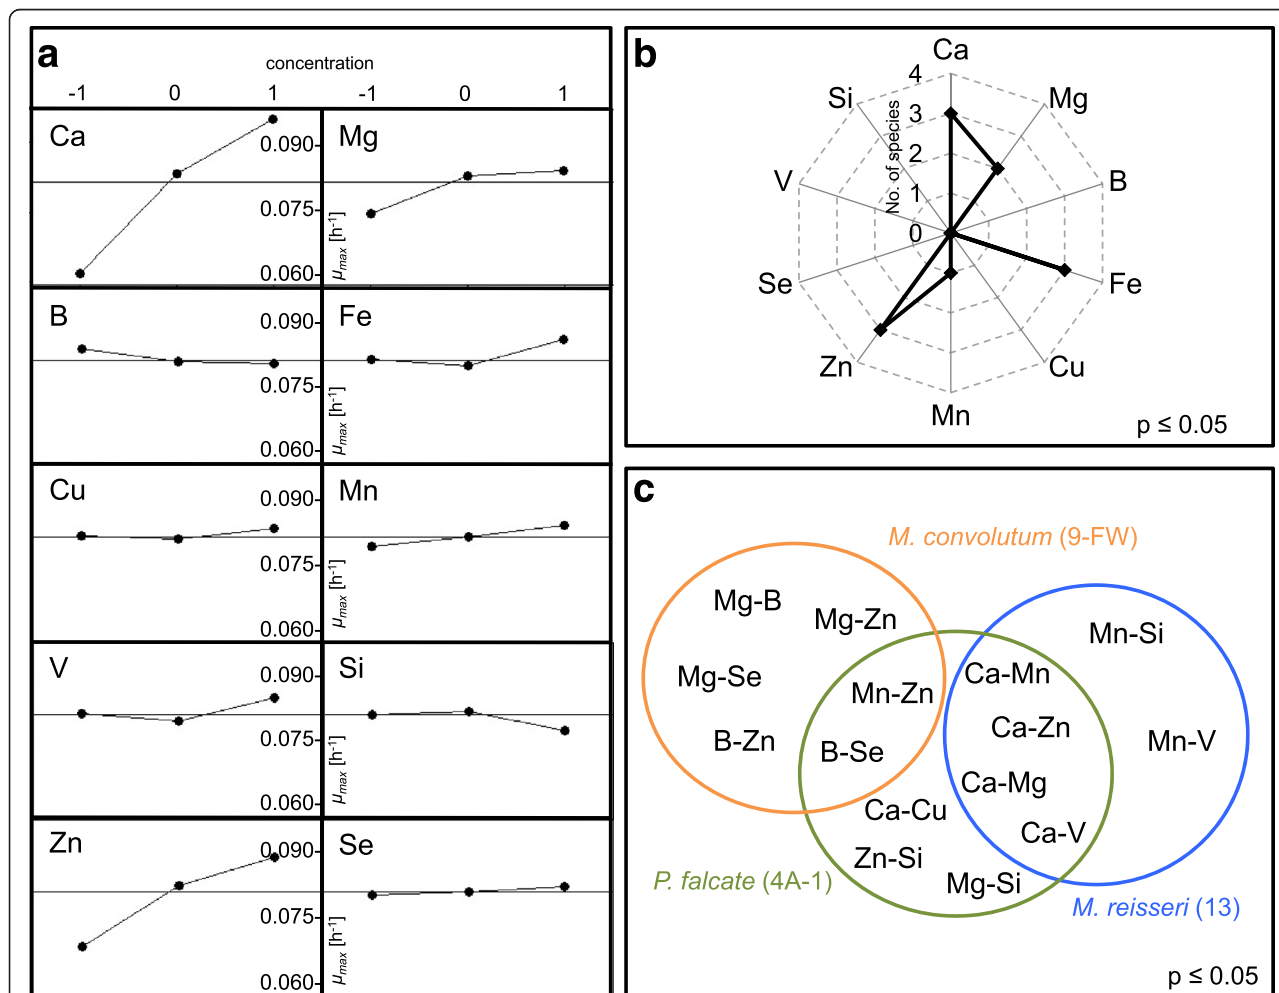 a
concentration
-1 0 1 -1 0 1
Ca 0.090 Mg
0.075
0.060
μmax [h-1]
B 0.090 Fe
0.075
0.060
μmax [h-1]
Cu 0.090 Mn
0.075
0.060
μmax [h-1]
V 0.090 Si
0.075
0.060
μmax [h-1]
Zn 0.090 Se
0.075
0.060
μmax [h-1]
b
Ca
Mg
B
Fe
Cu
Mn
Zn
Se
V
Si
4
3
2
1
0
No. of species
p ≤ 0.05
c
M. convolutum (9-FW)
Mg-B
Mg-Zn
Mg-Se
B-Zn
Mn-Zn
B-Se
Ca-Cu
Zn-Si
Mg-Si
Ca-Mn
Ca-Zn
Ca-Mg
Ca-V
Mn-Si
Mn-V
P. falcate (4A-1)
M. reisseri (13)
p ≤ 0.05